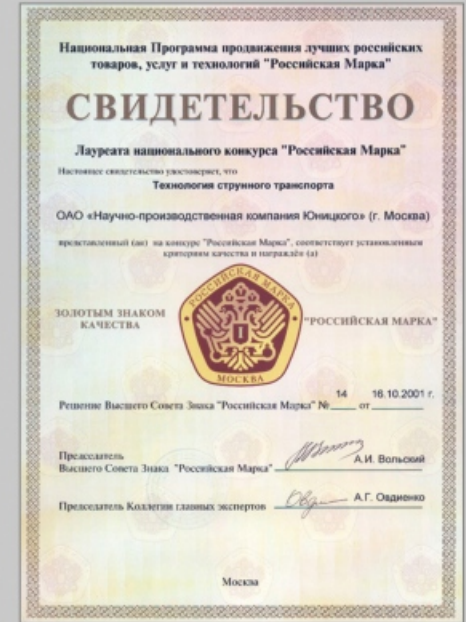 Национальная Программа продвижения лучших российских
товаров, услуг и технологий "Российская Марка"
СВИДЕТЕЛЬСТВО
Лауреата национального конкурса "Российская Марка"
Настоящее свидетельство удостоверяет, что
Технология струнного транспорта
ОАО «Научно-производственная компания Юницкого» (г. Москва)
представленный (ая) на конкурс "Российская Марка", соответствует установленным
критериям качества и награждён (а)
ЗОЛОТЫМ ЗНАКОМ
КАЧЕСТВА
РОССИЙСКАЯ МАРКА
МОСКВА
"РОССИЙСКАЯ МАРКА"
Решение Высшего Совета Знака "Российская Марка" № 14 от 16.10.2001 г.
Председатель
Высшего Совета Знака "Российская Марка" А.И. Вольский
Председатель Коллегии главных экспертов А.Г. Овдиенко
Москва